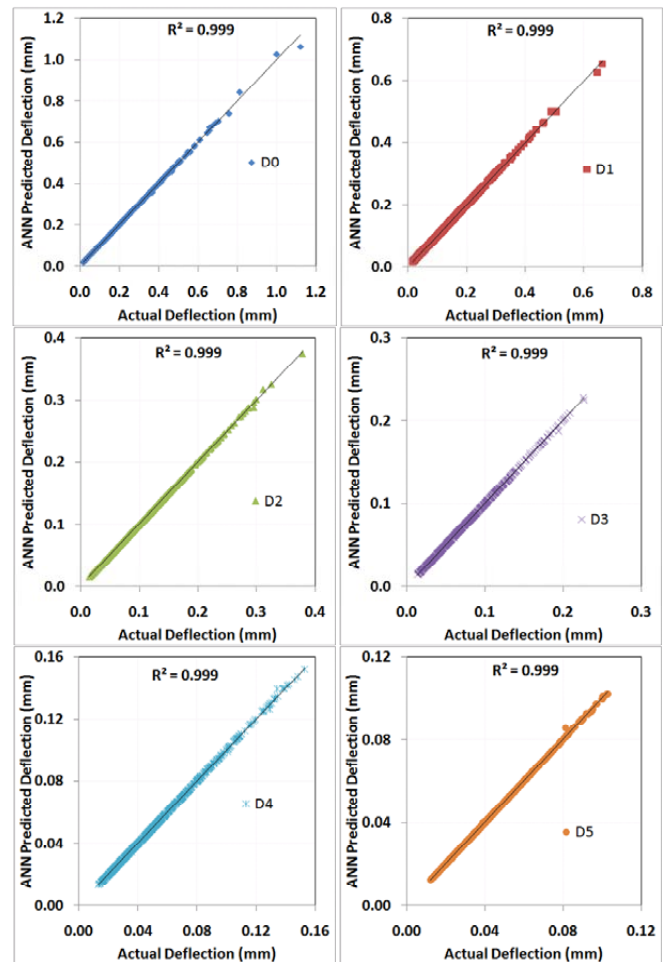 R² = 0.999
ANN Predicted Deflection (mm)
1.2
1.0
0.8
0.6
0.4
0.2
0.0
D0
0.0 0.2 0.4 0.6 0.8 1.0 1.2
Actual Deflection (mm)
R² = 0.999
ANN Predicted Deflection (mm)
0.8
0.6
0.4
0.2
0.0
D1
0.0 0.2 0.4 0.6 0.8
Actual Deflection (mm)
R² = 0.999
ANN Predicted Deflection (mm)
0.4
0.3
0.2
0.1
0.0
D2
0.0 0.1 0.2 0.3 0.4
Actual Deflection (mm)
R² = 0.999
ANN Predicted Deflection (mm)
0.3
0.2
0.1
0.0
D3
0.0 0.1 0.2 0.3
Actual Deflection (mm)
R² = 0.999
ANN Predicted Deflection (mm)
0.16
0.12
0.08
0.04
0.00
D4
0.00 0.04 0.08 0.12 0.16
Actual Deflection (mm)
R² = 0.999
ANN Predicted Deflection (mm)
0.12
0.08
0.04
0.00
D5
0.00 0.04 0.08 0.12
Actual Deflection (mm)